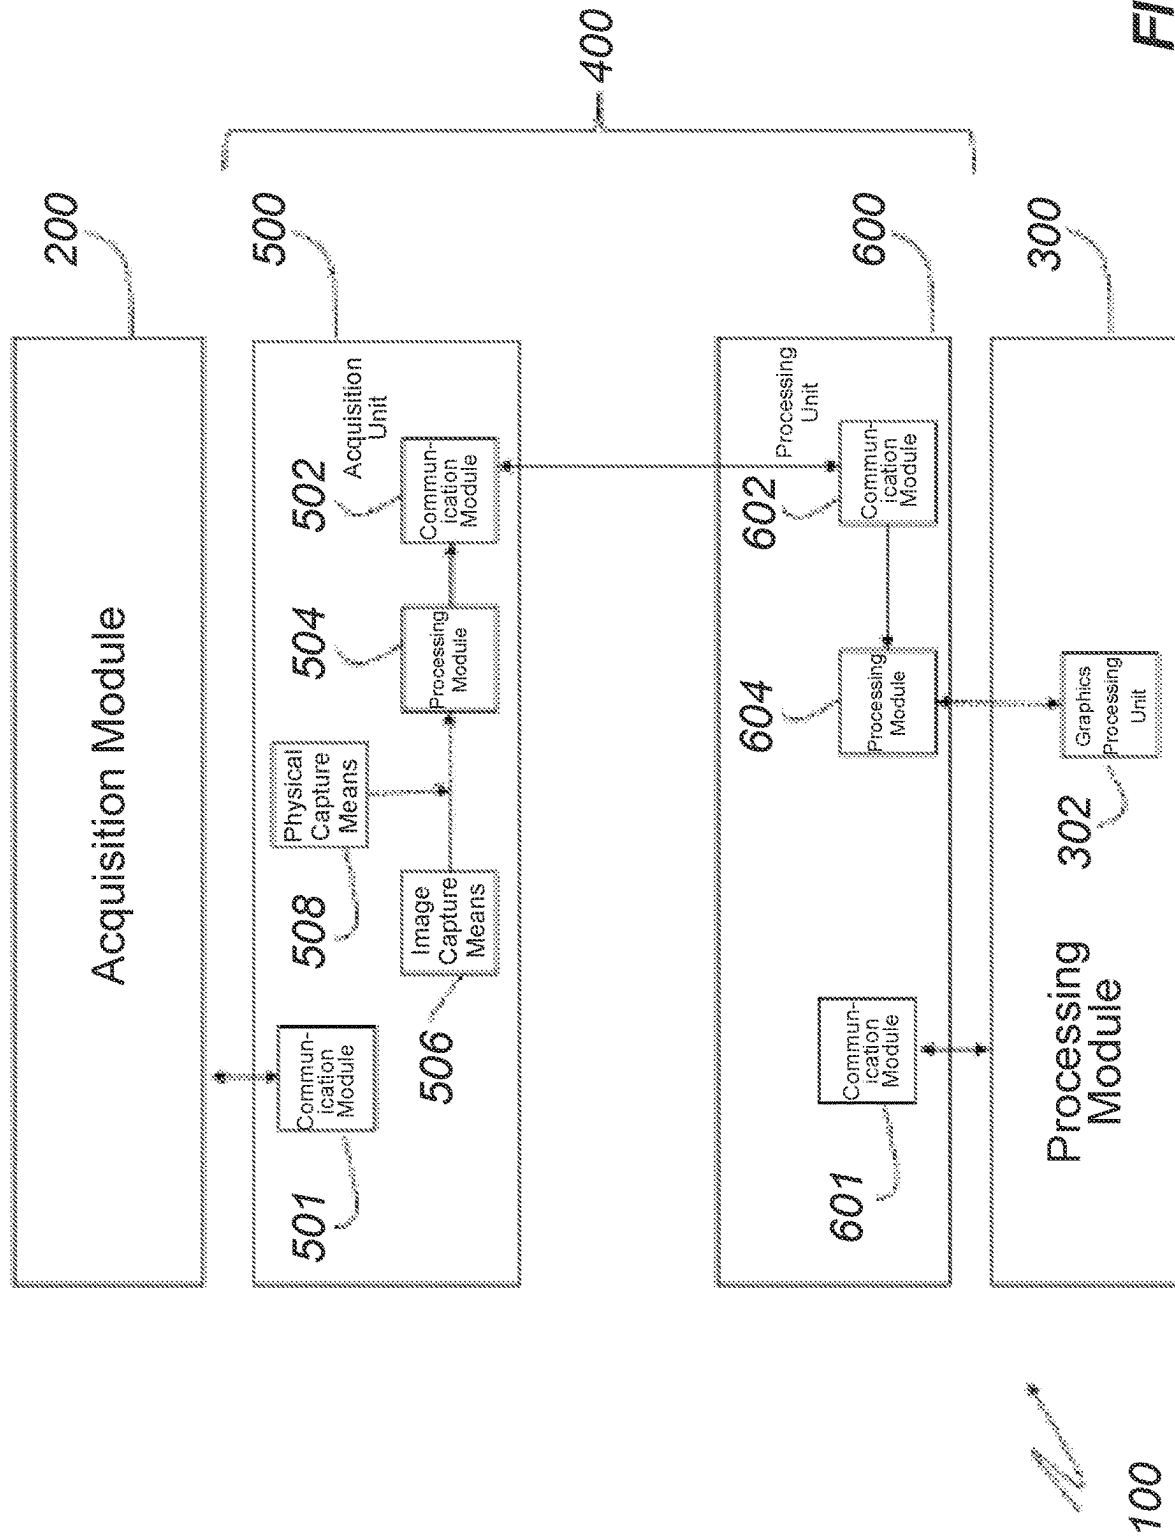 200
Acquisition Module
500
Acquisition
Unit
501
Commun-
ication
Module
508
Physical
Capture
Means
506
Image
Capture
Means
504
Processing
Module
502
Commun-
ication
Module
400
600
Processing
Unit
601
Commun-
ication
Module
604
Processing
Module
602
Commun-
ication
Module
300
Processing
Module
302
Graphics
Processing
Unit
100